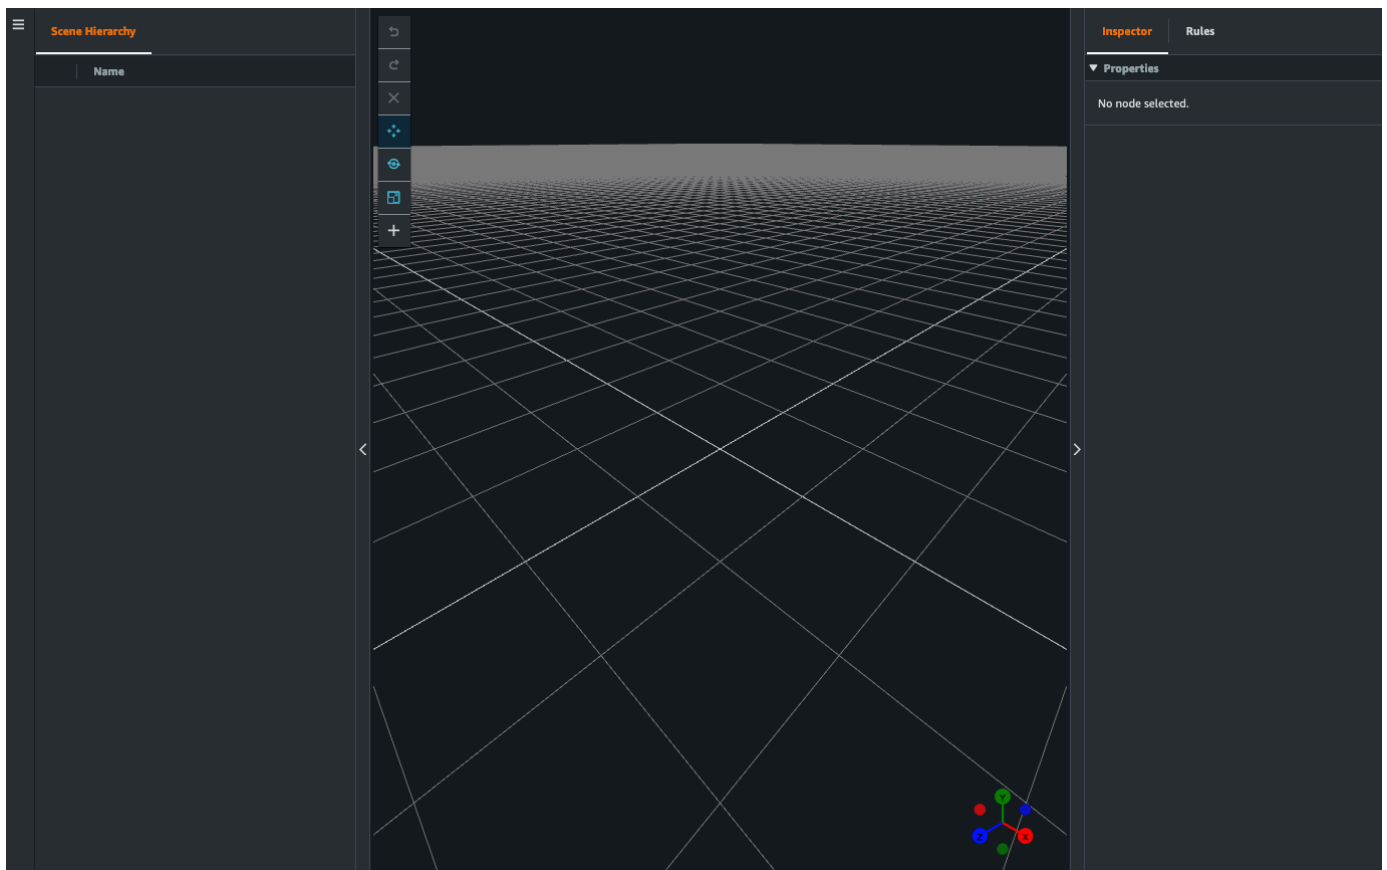 Scene Hierarchy
Name
Inspector
Rules
Properties
No node selected.
Y
Z
X